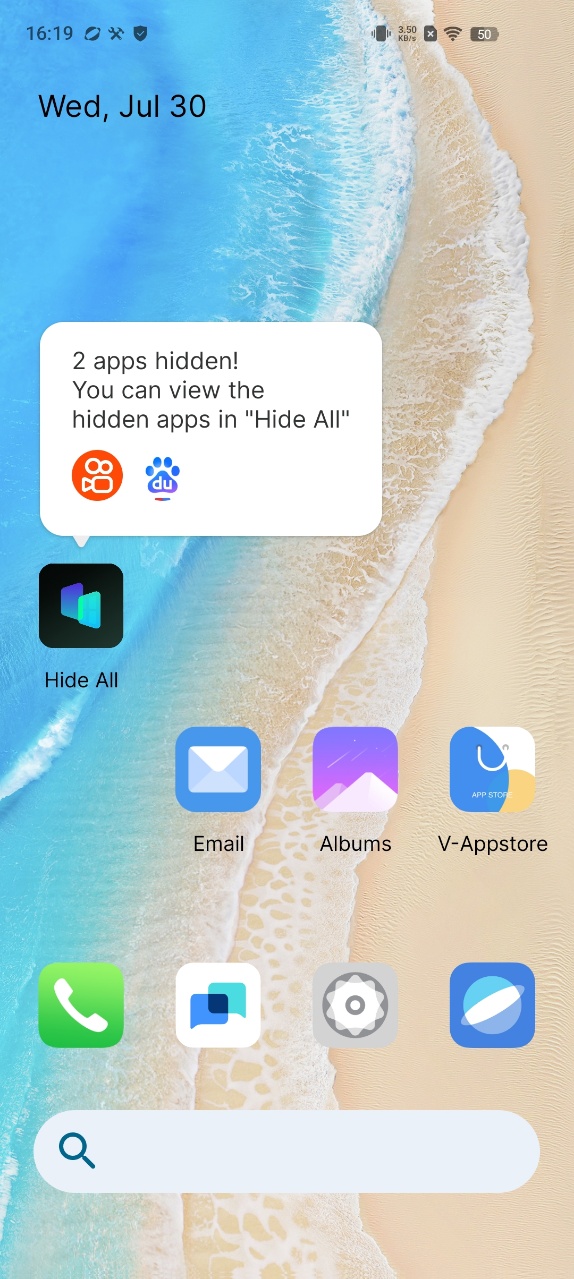 16:19
3.50
KB/s
50
Wed, Jul 30
2 apps hidden!
You can view the
hidden apps in "Hide All"
du
Hide All
APP STORE
Email
Albums
V-Appstore